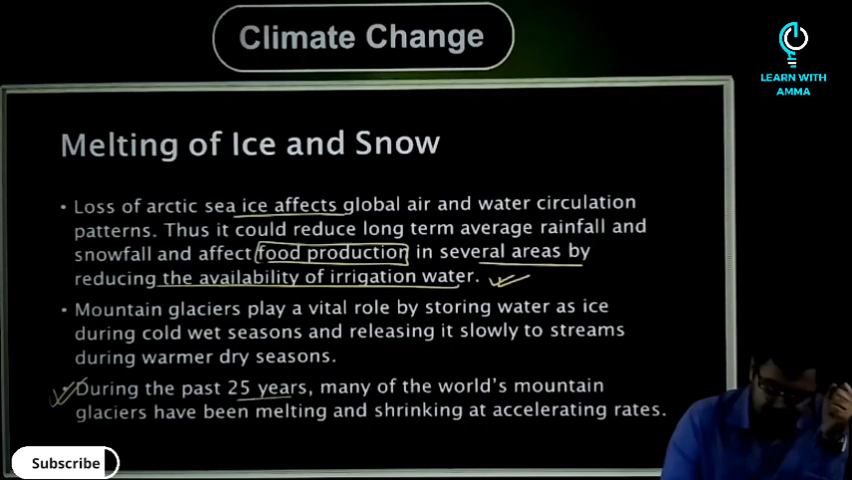 Climate Change
LEARN WITH
AMMA
Melting of Ice and Snow
• Loss of arctic sea ice affects global air and water circulation
patterns. Thus it could reduce long term average rainfall and
snowfall and affect food production in several areas by
reducing the availability of irrigation water.
• Mountain glaciers play a vital role by storing water as ice
during cold wet seasons and releasing it slowly to streams
during warmer dry seasons.
• During the past 25 years, many of the world's mountain
glaciers have been melting and shrinking at accelerating rates.
Subscribe